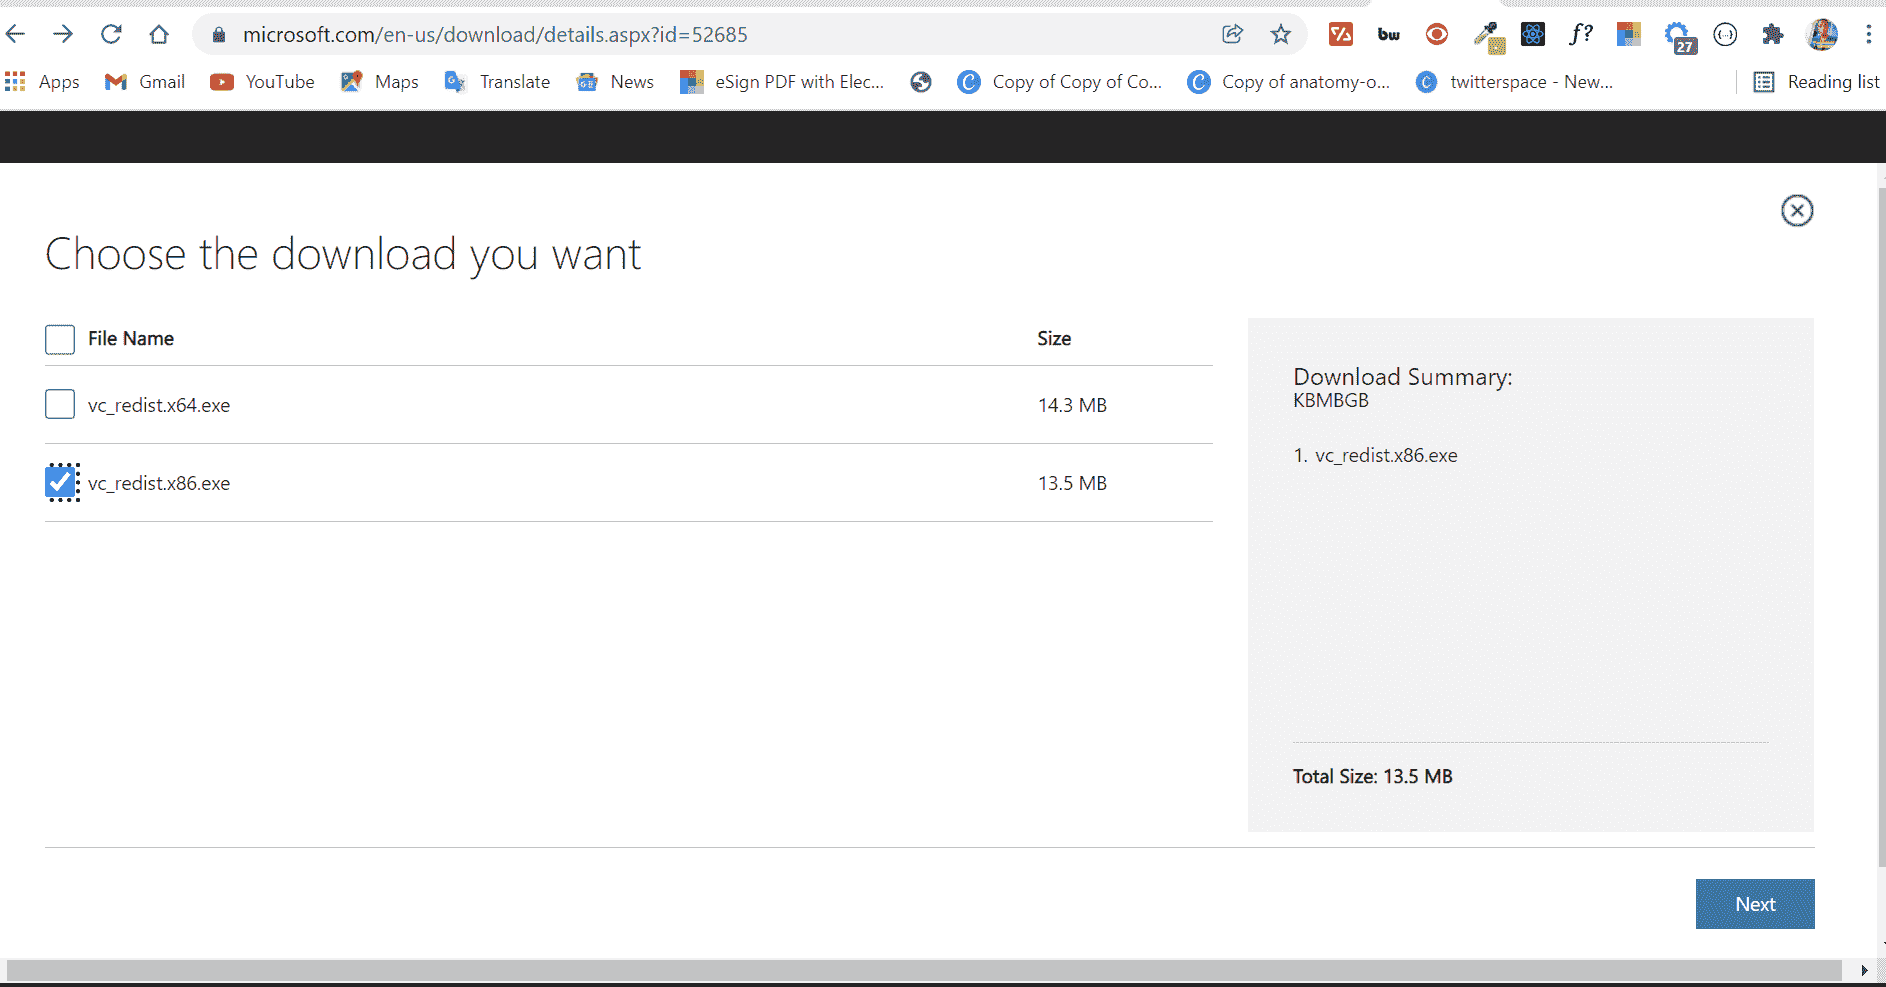 microsoft.com/en-us/download/details.aspx?id=52685
bw
f?
27
Apps
Gmail
YouTube
Maps
Translate
News
eSign PDF with Elec...
Copy of Copy of Co...
Copy of anatomy-o...
twitterspace - New...
Reading list
Choose the download you want
File Name Size
vc_redist.x64.exe 14.3 MB
vc_redist.x86.exe 13.5 MB
Download Summary:
KBMBGB
1. vc_redist.x86.exe
Total Size: 13.5 MB
Next